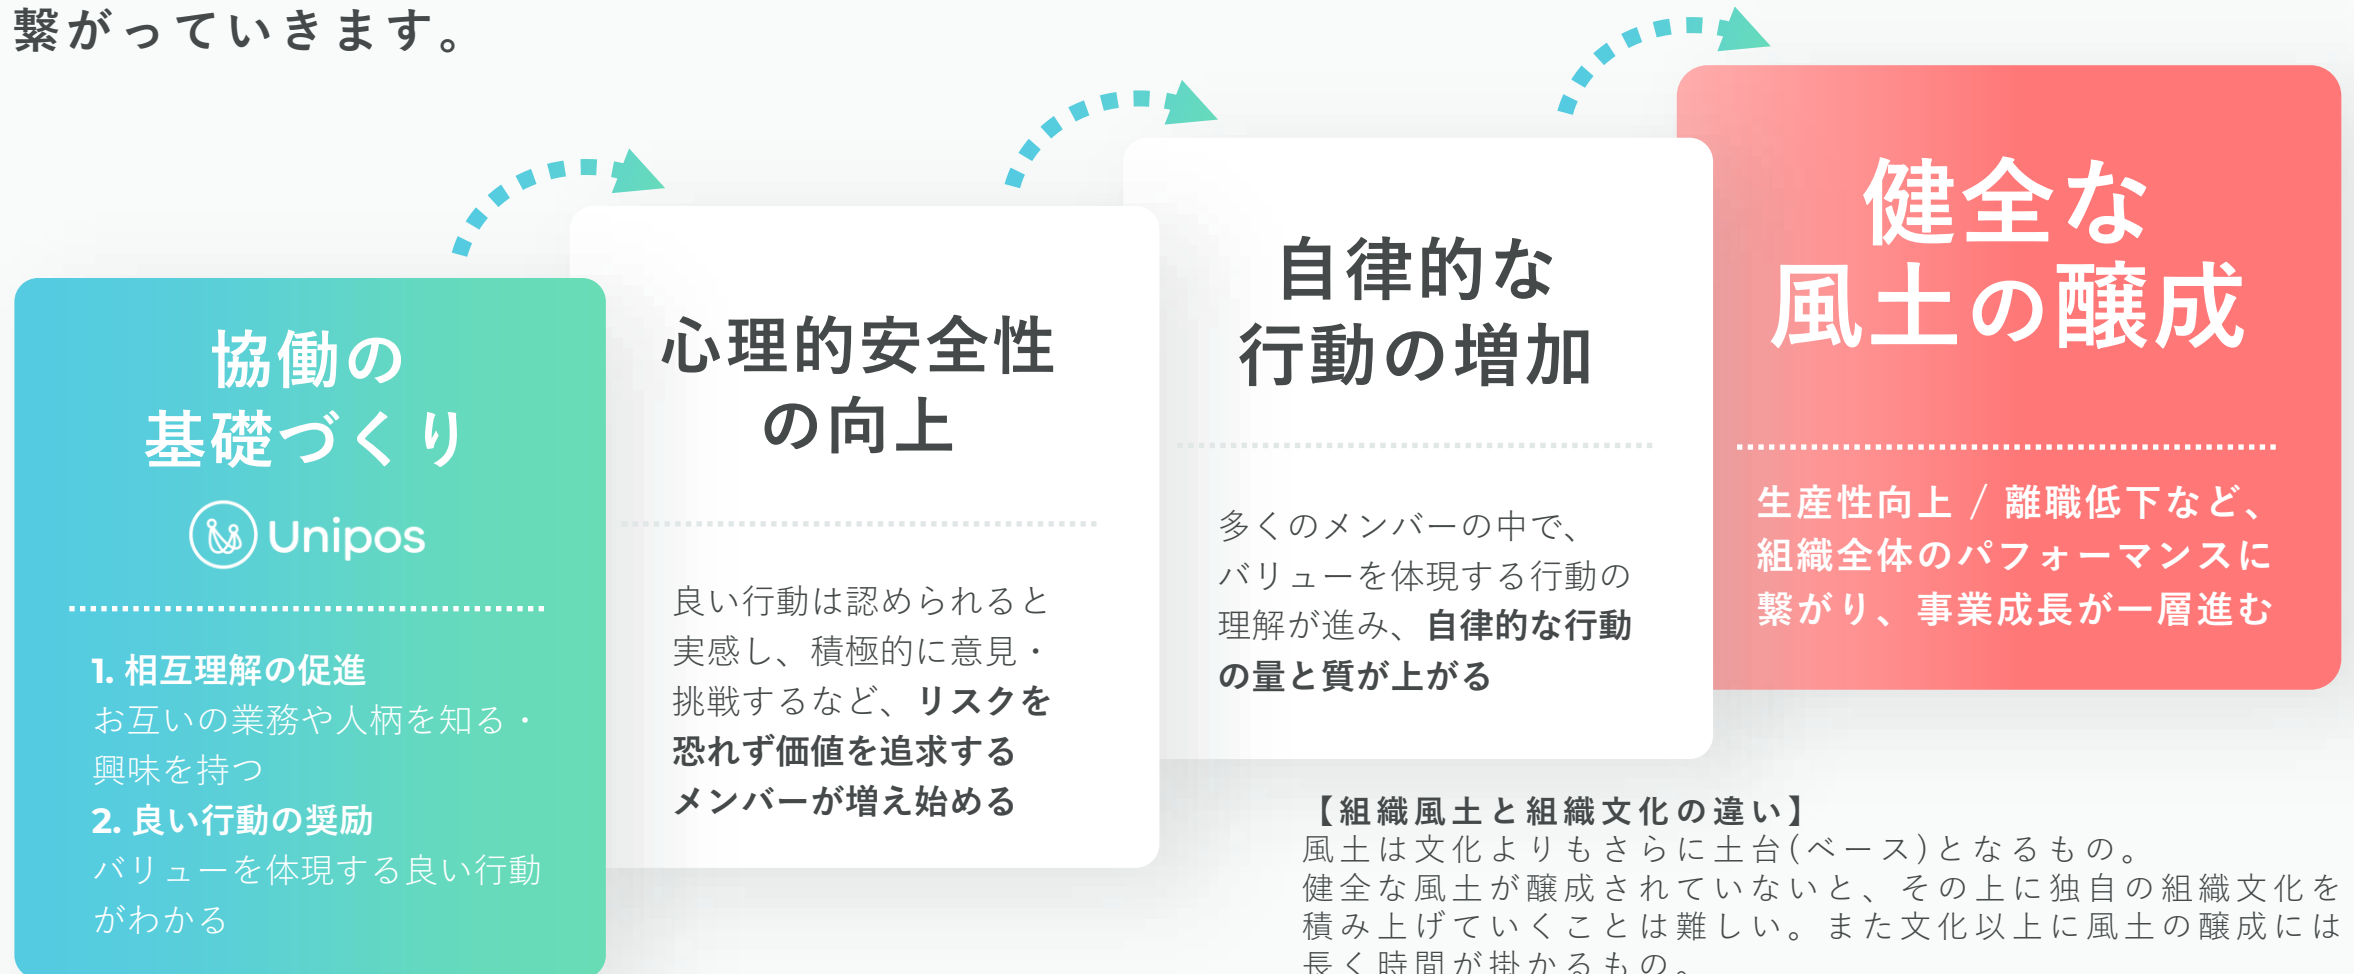 繋がっていきます。
協働の
基礎づくり
Unipos
1. 相互理解の促進
お互いの業務や人柄を知る・
興味を持つ
2. 良い行動の奨励
バリューを体現する良い行動
がわかる
心理的安全性
の向上
良い行動は認められると
実感し、積極的に意見・
挑戦するなど、リスクを
恐れず価値を追求する
メンバーが増え始める
自律的な
行動の増加
多くのメンバーの中で、
バリューを体現する行動の
理解が進み、自律的な行動
の量と質が上がる
健全な
風土の醸成
生産性向上 / 離職低下など、
組織全体のパフォーマンスに
繋がり、事業成長が一層進む
【組織風土と組織文化の違い】
風土は文化よりもさらに土台(ベース)となるもの。
健全な風土が醸成されていないと、その上に独自の組織文化を
積み上げていくことは難しい。また文化以上に風土の醸成には
長く時間が掛かるもの。